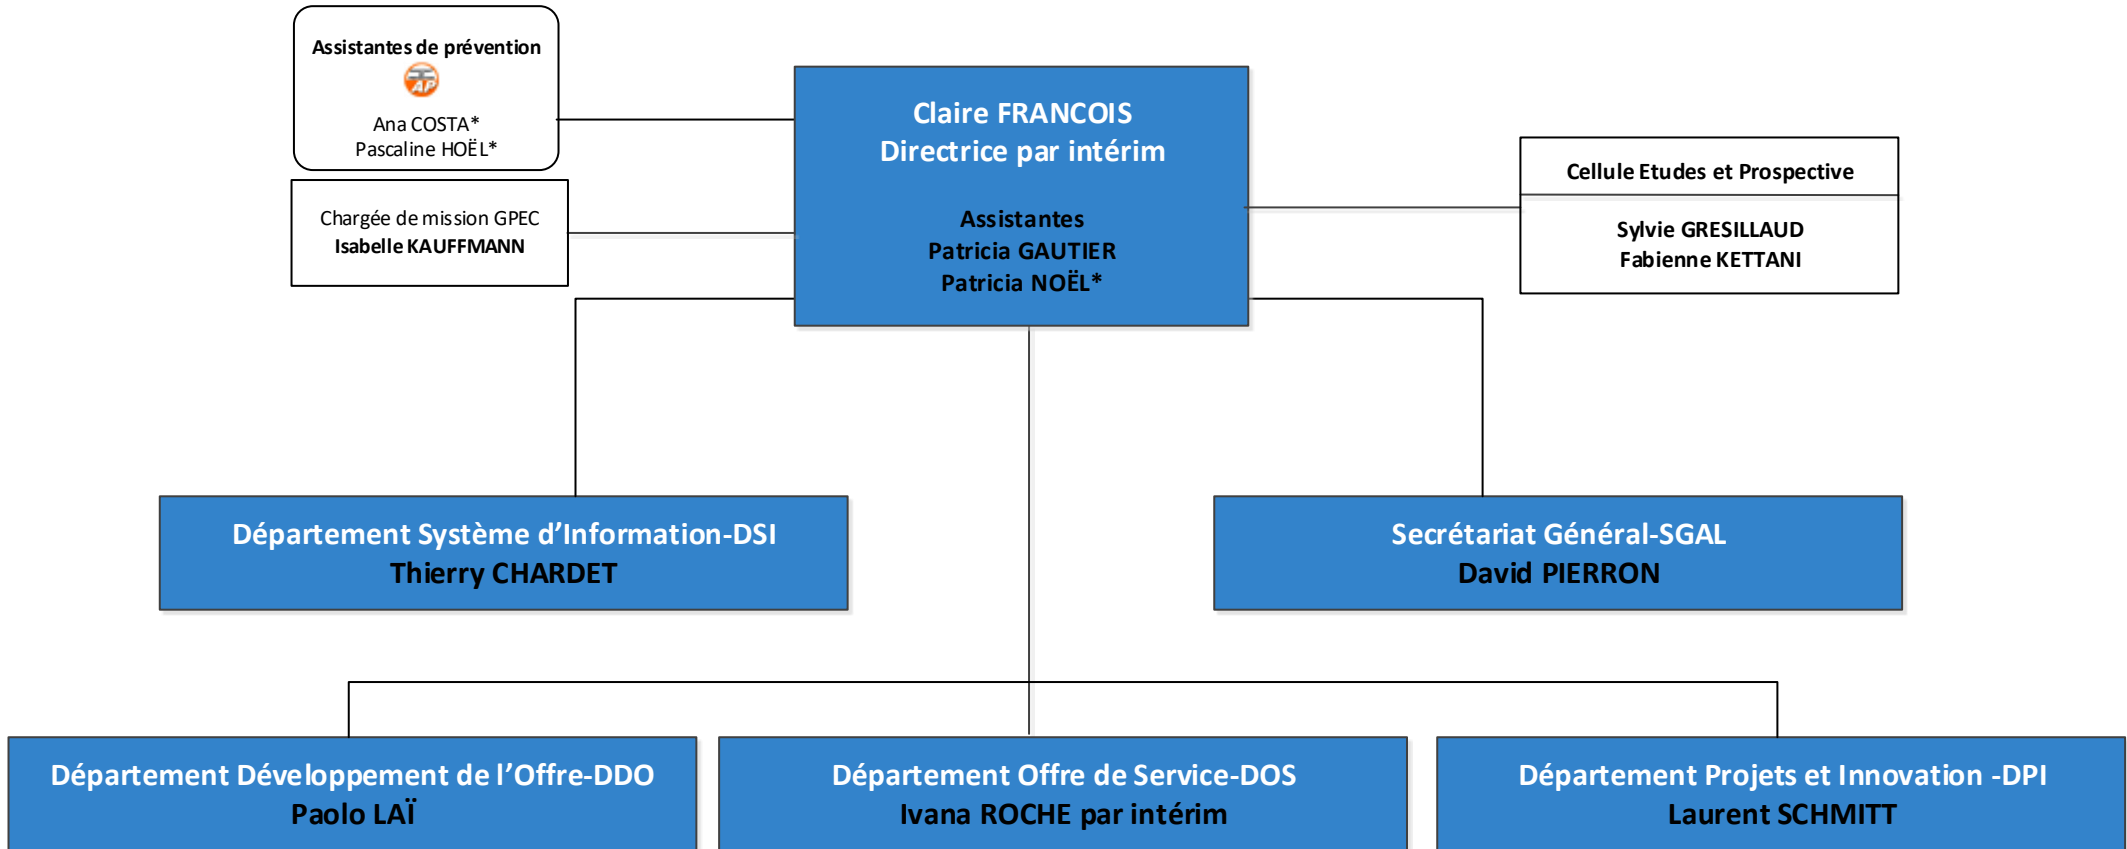 Assistantes de prévention
AP
Ana COSTA*
Pascaline HOËL*
Chargée de mission GPEC
Isabelle KAUFFMANN
Claire FRANCOIS
Directrice par intérim
Assistantes
Patricia GAUTIER
Patricia NOËL*
Cellule Etudes et Prospective
Sylvie GRESILLAUD
Fabienne KETTANI
Département Système d’Information-DSI
Thierry CHARDET
Secrétariat Général-SGAL
David PIERRON
Département Développement de l’Offre-DDO
Paolo LAÏ
Département Offre de Service-DOS
Ivana ROCHE par intérim
Département Projets et Innovation -DPI
Laurent SCHMITT